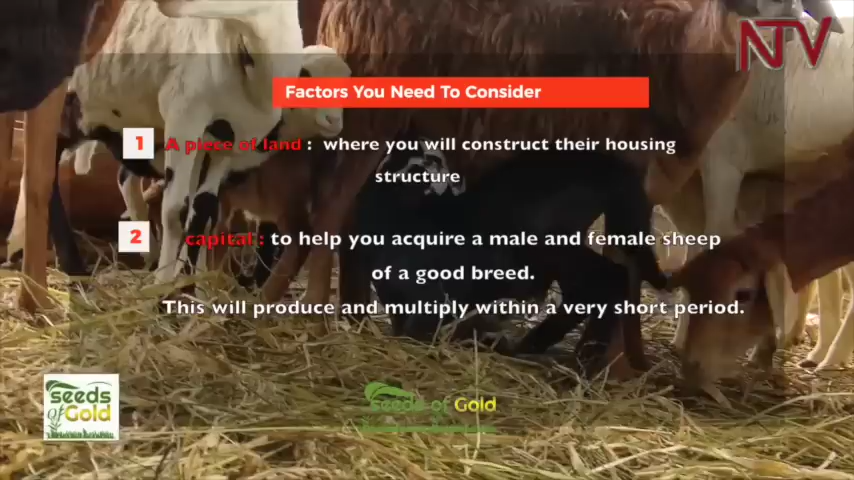 NTV
Factors You Need To Consider
1 A piece of land : where you will construct their housing
structure
2 capital : to help you acquire a male and female sheep
of a good breed.
This will produce and multiply within a very short period.
seeds
of Gold
seeds of Gold